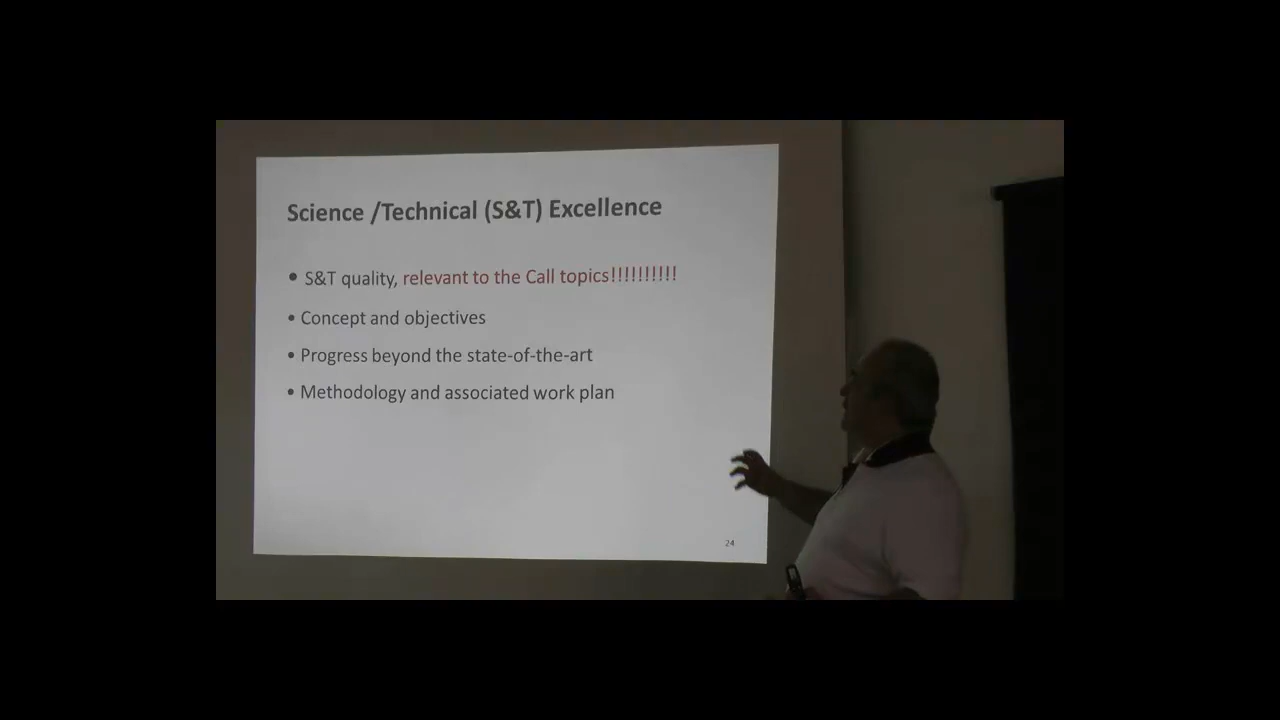 Science /Technical (S&T) Excellence
• S&T quality, relevant to the Call topics!!!!!!!!!!
• Concept and objectives
• Progress beyond the state-of-the-art
• Methodology and associated work plan
24